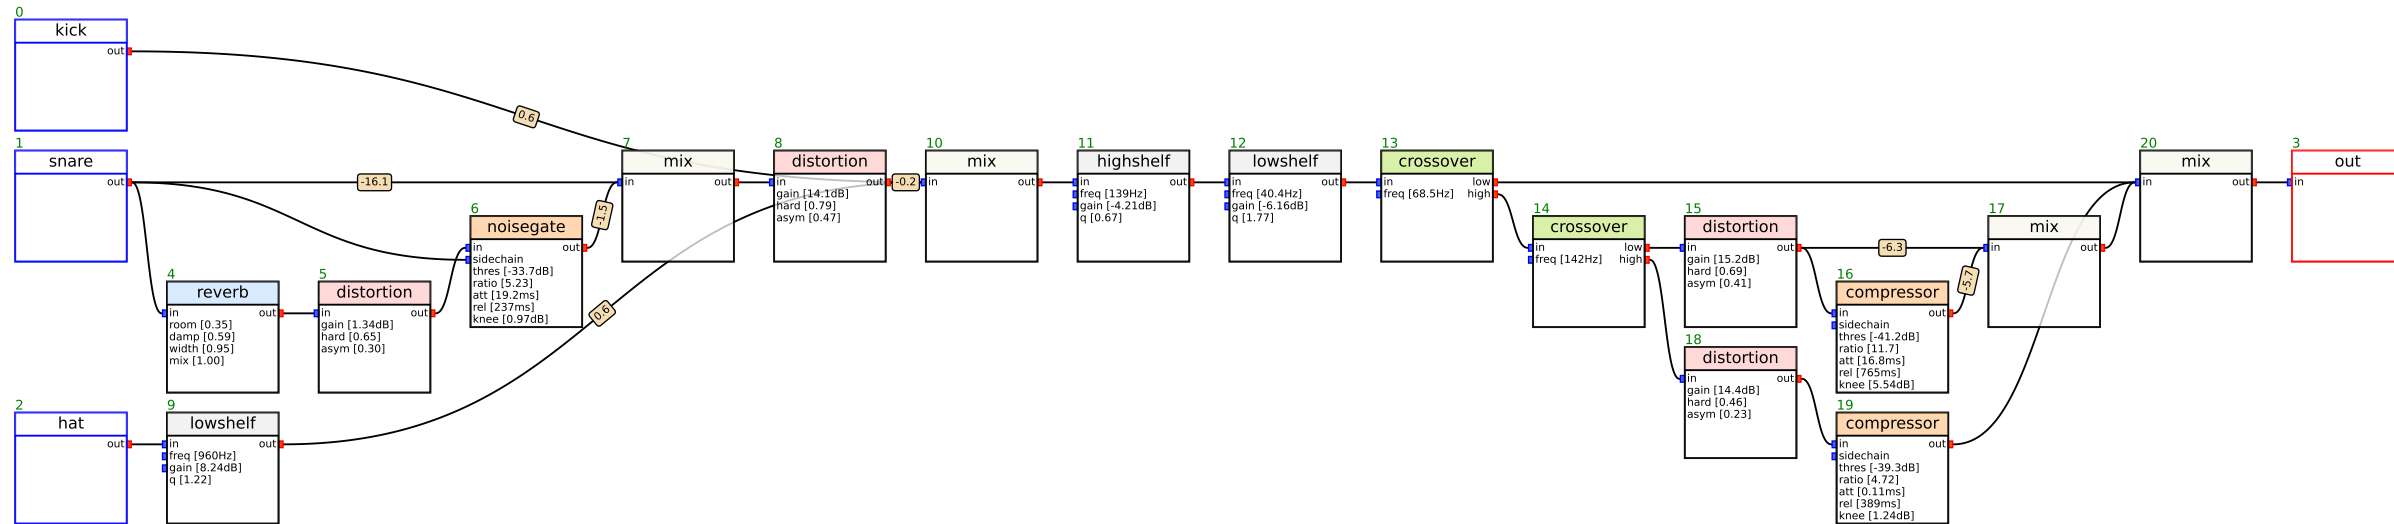 0
kick
out
0.6
1
snare
out
-16.1
6
noisegate
in out
sidechain
thres [-33.7dB]
ratio [5.23]
att [19.2ms]
rel [237ms]
knee [0.97dB]
-1.5
4
reverb
in out
room [0.35]
damp [0.59]
width [0.95]
mix [1.00]
5
distortion
in out
gain [1.34dB]
hard [0.65]
asym [0.30]
2
hat
out
9
lowshelf
in out
freq [960Hz]
gain [8.24dB]
q [1.22]
0.6
7
mix
in out
8
distortion
in out
gain [14.1dB]
hard [0.79]
asym [0.47]
-0.2
10
mix
in out
11
highshelf
in out
freq [139Hz]
gain [-4.21dB]
q [0.67]
12
lowshelf
in out
freq [40.4Hz]
gain [-6.16dB]
q [1.77]
13
crossover
in low
freq [68.5Hz] high
14
crossover
in low
freq [142Hz] high
15
distortion
in out
gain [15.2dB]
hard [0.69]
asym [0.41]
-6.3
16
compressor
in out
sidechain
thres [-41.2dB]
ratio [11.7]
att [16.8ms]
rel [765ms]
knee [5.54dB]
-5.7
17
mix
in out
18
distortion
in out
gain [14.4dB]
hard [0.46]
asym [0.23]
19
compressor
in out
sidechain
thres [-39.3dB]
ratio [4.72]
att [0.11ms]
rel [389ms]
knee [1.24dB]
20
mix
in out
3
out
in